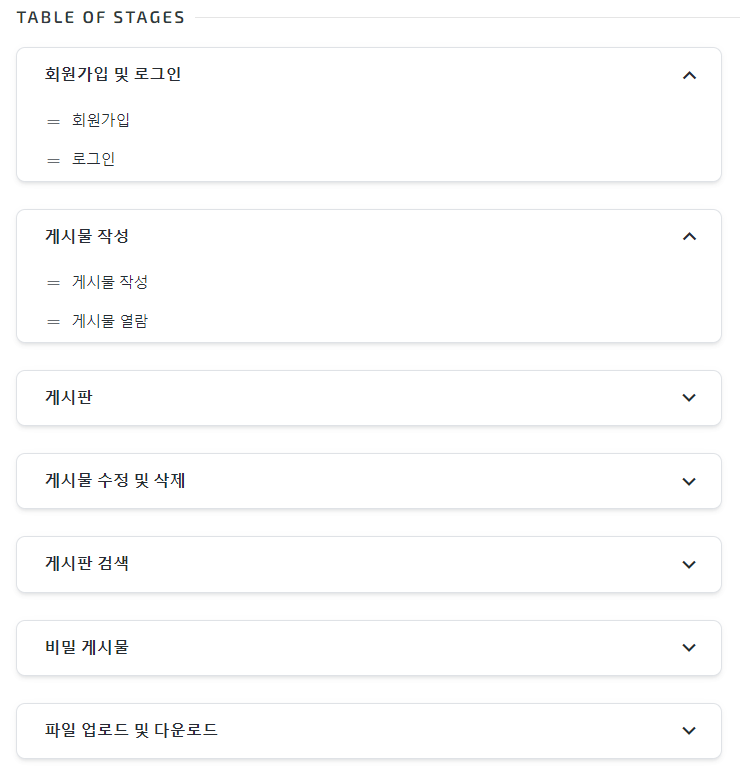 TABLE OF STAGES
회원가입 및 로그인
회원가입
로그인
게시물 작성
게시물 작성
게시물 열람
게시판
게시물 수정 및 삭제
게시판 검색
비밀 게시물
파일 업로드 및 다운로드